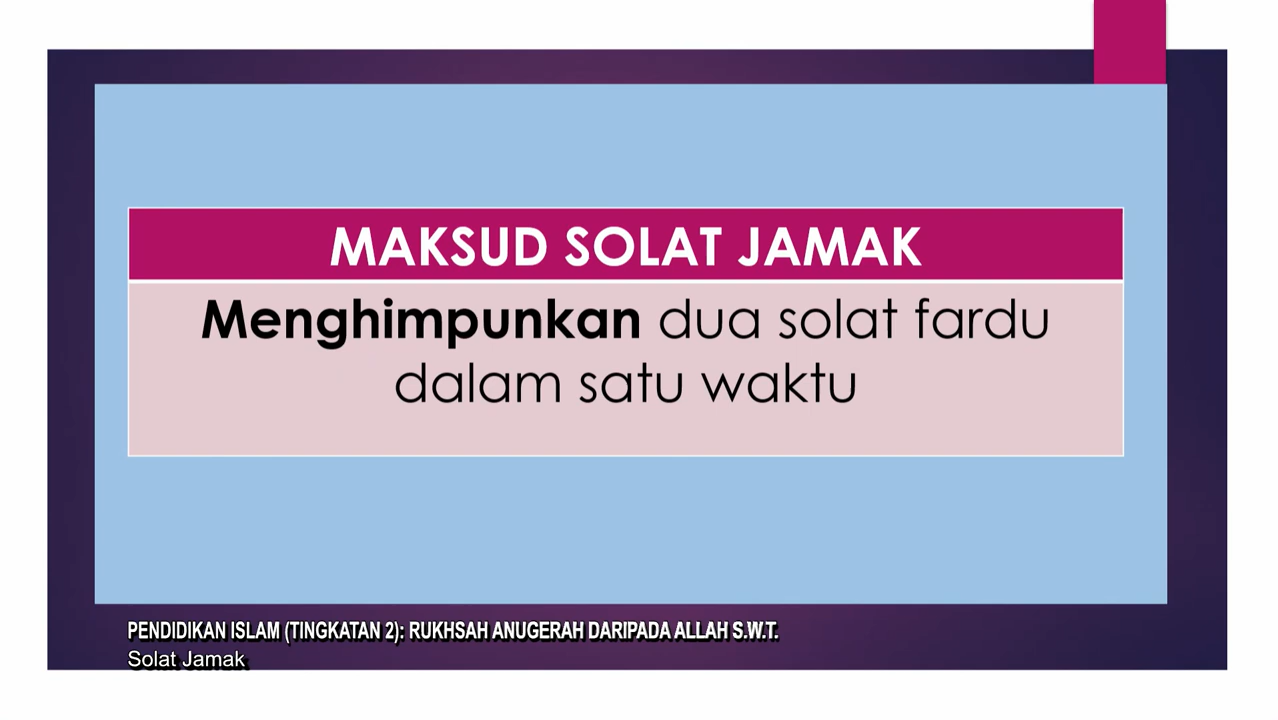 MAKSUD SOLAT JAMAK
Menghimpunkan dua solat fardu
dalam satu waktu
PENDIDIKAN ISLAM (TINGKATAN 2): RUKHSAH ANUGERAH DARIPADA ALLAH S.W.T.
Solat Jamak